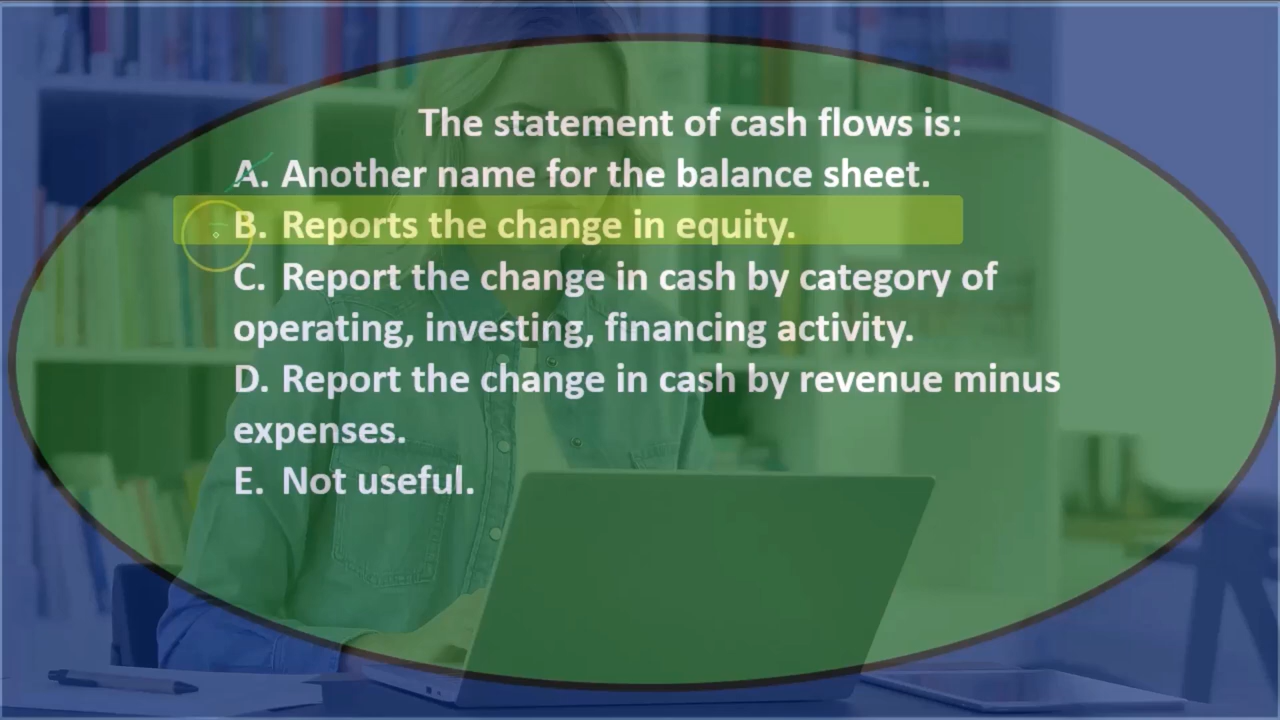 The statement of cash flows is:
A. Another name for the balance sheet.
B. Reports the change in equity.
C. Report the change in cash by category of
operating, investing, financing activity.
D. Report the change in cash by revenue minus
expenses.
E. Not useful.